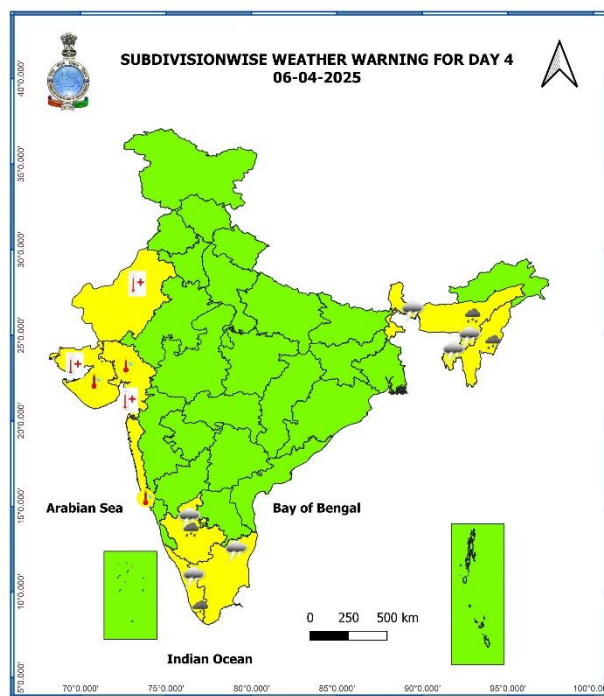 SUBDIVISIONWISE WEATHER WARNING FOR DAY 4
06-04-2025
40°0.000'
35°0.000'
30°0.000'
25°0.000'
20°0.000'
15°0.000'
10°0.000'
5°0.000'
Arabian Sea
Bay of Bengal
0 250 500 km
Indian Ocean
70°0.000' 75°0.000' 80°0.000' 85°0.000' 90°0.000' 95°0.000' 100°0.000'